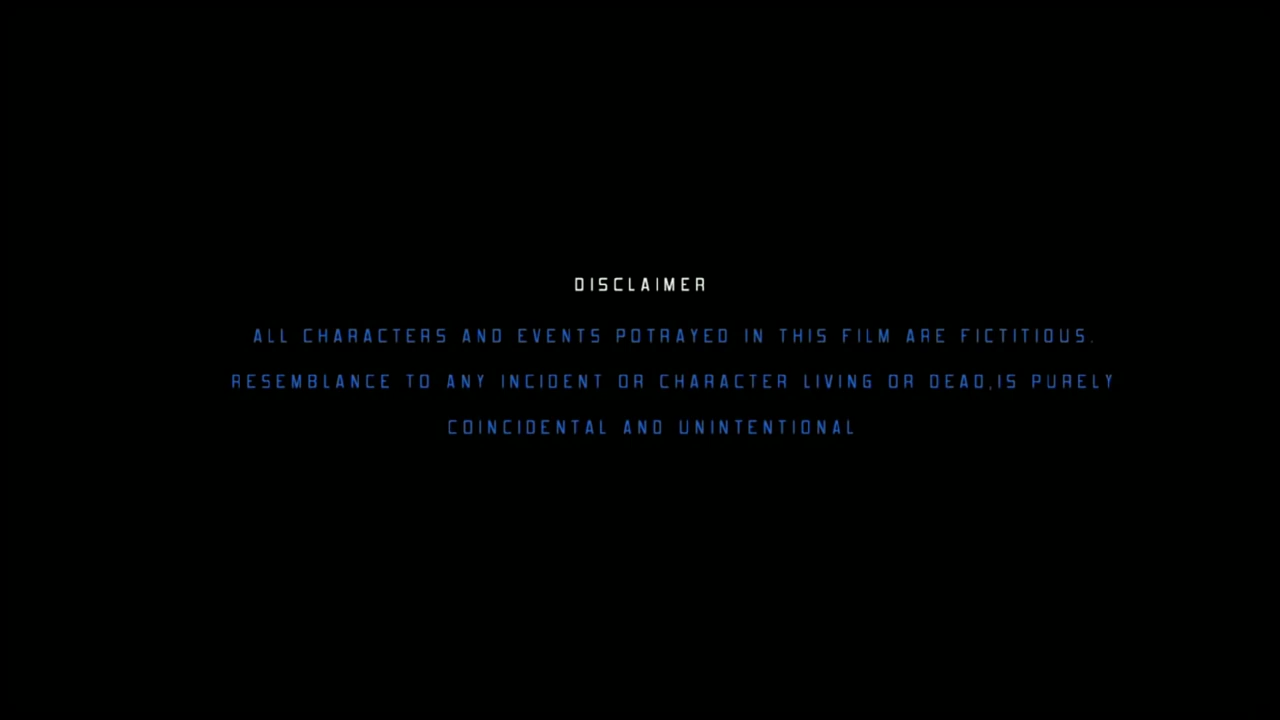 DISCLAIMER
ALL CHARACTERS AND EVENTS POTRAYED IN THIS FILM ARE FICTITIOUS.
RESEMBLANCE TO ANY INCIDENT OR CHARACTER LIVING OR DEAD,IS PURELY
COINCIDENTAL AND UNINTENTIONAL